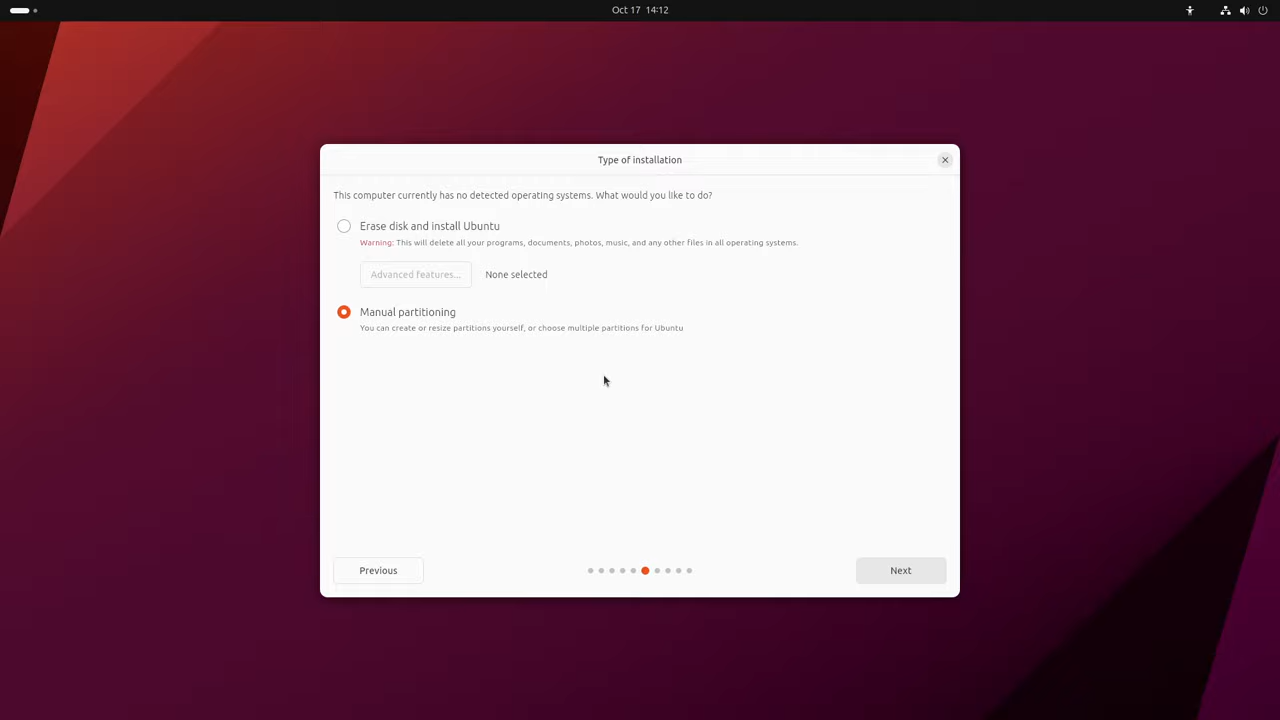 Oct 17 14:12
Type of installation
This computer currently has no detected operating systems. What would you like to do?
Erase disk and install Ubuntu
Warning: This will delete all your programs, documents, photos, music, and any other files in all operating systems.
Advanced features... None selected
Manual partitioning
You can create or resize partitions yourself, or choose multiple partitions for Ubuntu
Previous Next